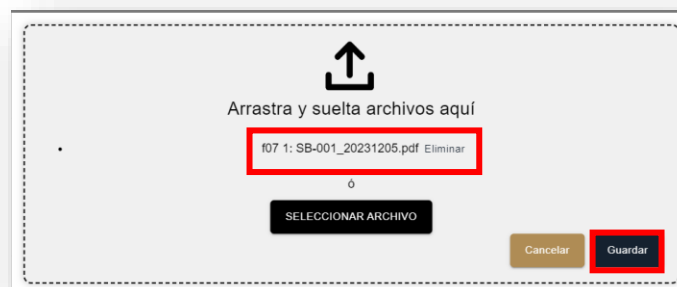 Arrastra y suelta archivos aquí
f07 1: SB-001_20231205.pdf Eliminar
ó
SELECCIONAR ARCHIVO
Cancelar Guardar